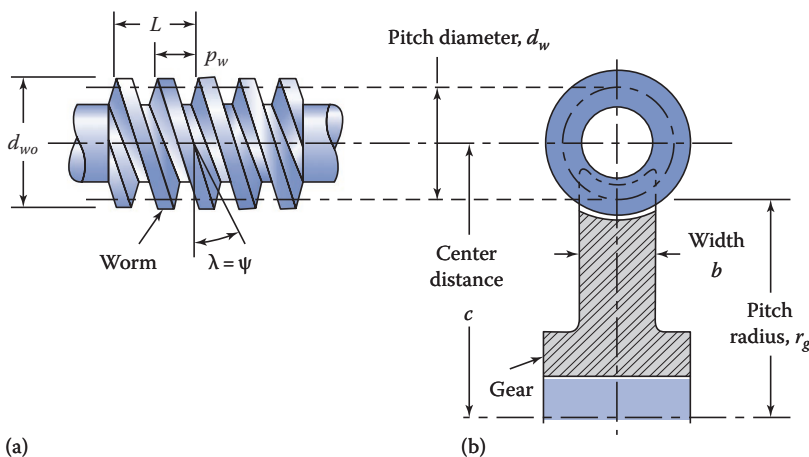 L
p_w
d_wo
Worm
λ = ψ
(a)
Pitch diameter, d_w
Center
distance
c
Width
b
Pitch
radius, r_g
Gear
(b)